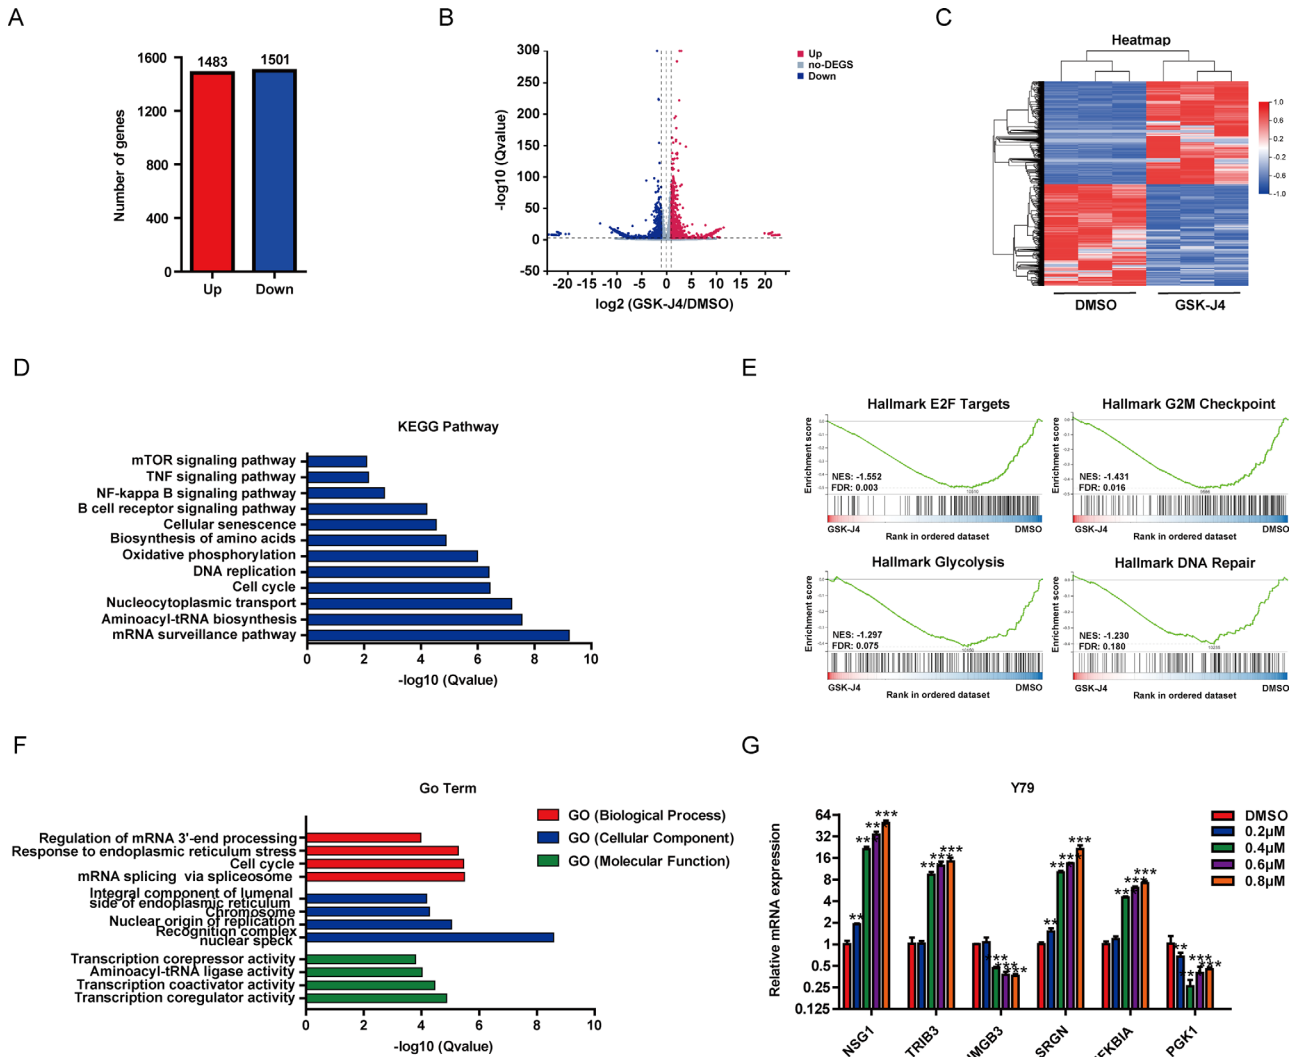 A
1600
1200
800
400
0
Number of genes
1483
1501
Up
Down
B
300
250
200
150
100
50
0
-50
-log10 (Qvalue)
-20 -15 -10 -5 0 5 10 15 20
log2 (GSK-J4/DMSO)
Up
no-DEGS
Down
C
Heatmap
1.0
0.6
0.2
-0.2
-0.6
-1.0
DMSO
GSK-J4
D
KEGG Pathway
mTOR signaling pathway
TNF signaling pathway
NF-kappa B signaling pathway
B cell receptor signaling pathway
Cellular senescence
Biosynthesis of amino acids
Oxidative phosphorylation
DNA replication
Cell cycle
Nucleocytoplasmic transport
Aminoacyl-tRNA biosynthesis
mRNA surveillance pathway
0 2 4 6 8 10
-log10 (Qvalue)
E
Hallmark E2F Targets
Enrichment score
NES: -1.552
FDR: 0.003
GSK-J4
DMSO
Rank in ordered dataset
Hallmark G2M Checkpoint
Enrichment score
NES: -1.431
FDR: 0.016
GSK-J4
DMSO
Rank in ordered dataset
Hallmark Glycolysis
Enrichment score
NES: -1.297
FDR: 0.075
GSK-J4
DMSO
Rank in ordered dataset
Hallmark DNA Repair
Enrichment score
NES: -1.230
FDR: 0.180
GSK-J4
DMSO
Rank in ordered dataset
F
Go Term
GO (Biological Process)
GO (Cellular Component)
GO (Molecular Function)
Regulation of mRNA 3'-end processing
Response to endoplasmic reticulum stress
Cell cycle
mRNA splicing via spliceosome
Integral component of lumenal
side of endoplasmic reticulum
Chromosome
Nuclear origin of replication
Recognition complex
nuclear speck
Transcription corepressor activity
Aminoacyl-tRNA ligase activity
Transcription coactivator activity
Transcription coregulator activity
0 2 4 6 8 10
-log10 (Qvalue)
G
Y79
64
32
16
8
4
2
1
0.5
0.25
0.125
Relative mRNA expression
DMSO
0.2μM
0.4μM
0.6μM
0.8μM
NSG1
TRIB3
HMGB3
SRGN
NFKBIA
PGK1